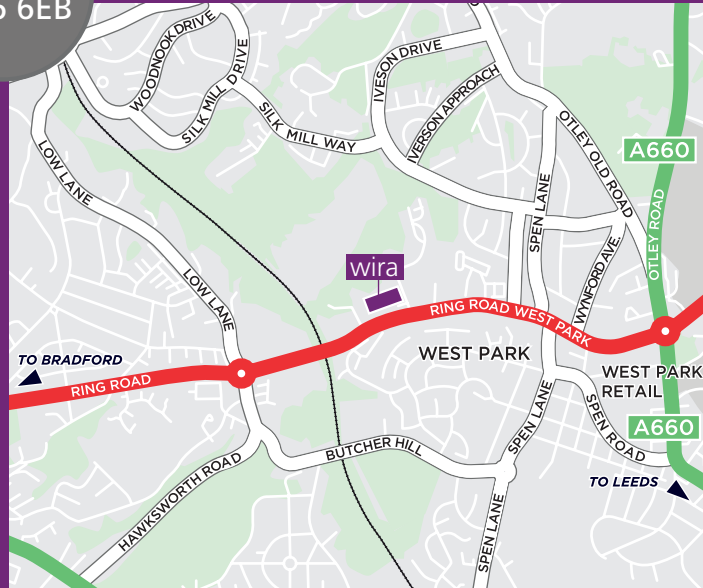 6EB
WOODNOOK DRIVE
SILK MILL DRIVE
IVESON DRIVE
IVERSON APPROACH
SILK MILL WAY
OTLEY OLD ROAD
A660
LOW LANE
SPEN LANE
OTLEY ROAD
WYNFORD AVE.
wira
LOW LANE
RING ROAD WEST PARK
WEST PARK
TO BRADFORD
RING ROAD
WEST PARK
RETAIL
SPEN LANE
SPEN ROAD
A660
BUTCHER HILL
HAWKSWORTH ROAD
TO LEEDS
SPEN LANE